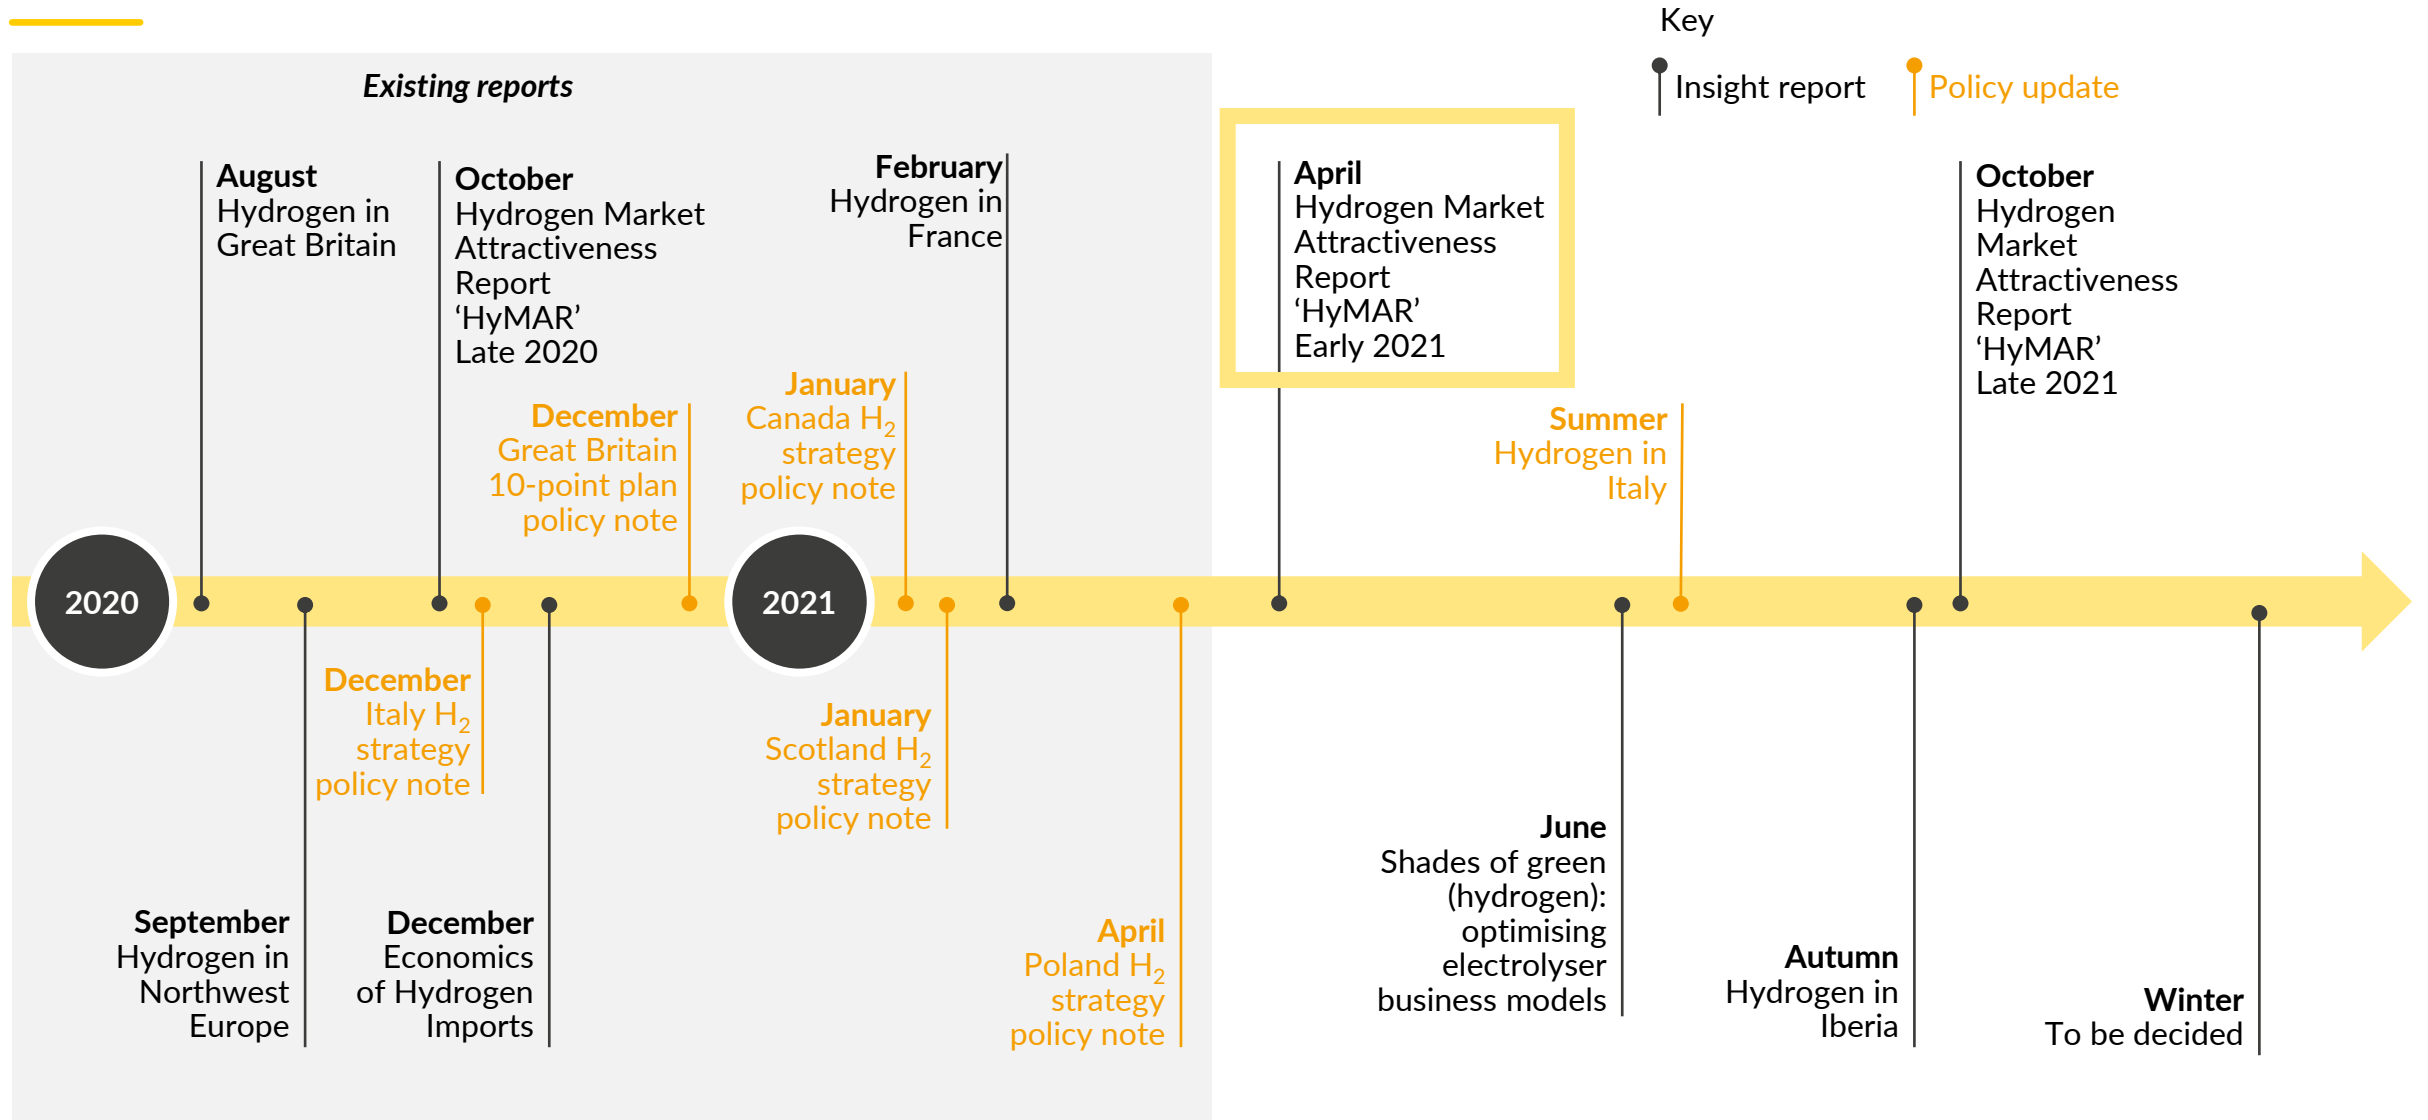 Key
Insight report
Policy update
Existing reports
August
Hydrogen in
Great Britain
October
Hydrogen Market
Attractiveness
Report
‘HyMAR’
Late 2020
February
Hydrogen in
France
April
Hydrogen Market
Attractiveness
Report
‘HyMAR’
Early 2021
October
Hydrogen
Market
Attractiveness
Report
‘HyMAR’
Late 2021
December
Great Britain
10-point plan
policy note
January
Canada H₂
strategy
policy note
Summer
Hydrogen in
Italy
2020
2021
December
Italy H₂
strategy
policy note
January
Scotland H₂
strategy
policy note
September
Hydrogen in
Northwest
Europe
December
Economics
of Hydrogen
Imports
April
Poland H₂
strategy
policy note
June
Shades of green
(hydrogen):
optimising
electrolyser
business models
Autumn
Hydrogen in
Iberia
Winter
To be decided